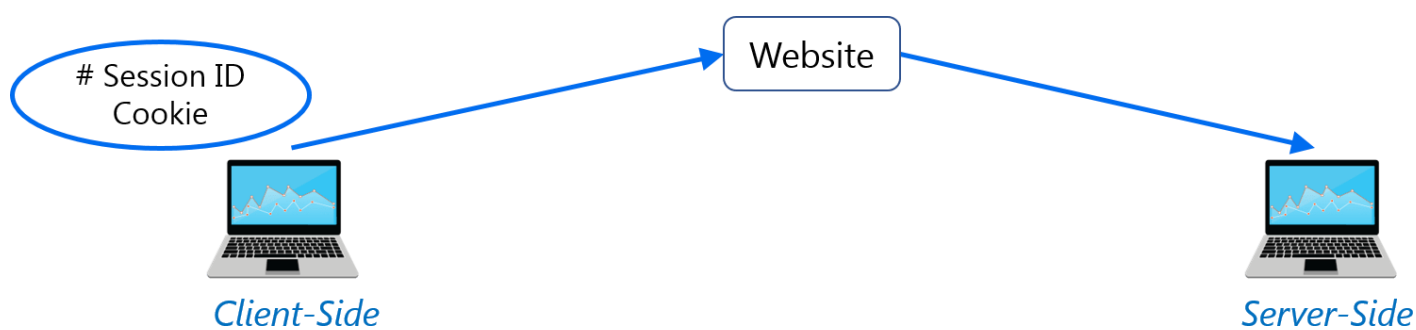 # Session ID
Cookie
Website
Client-Side
Server-Side